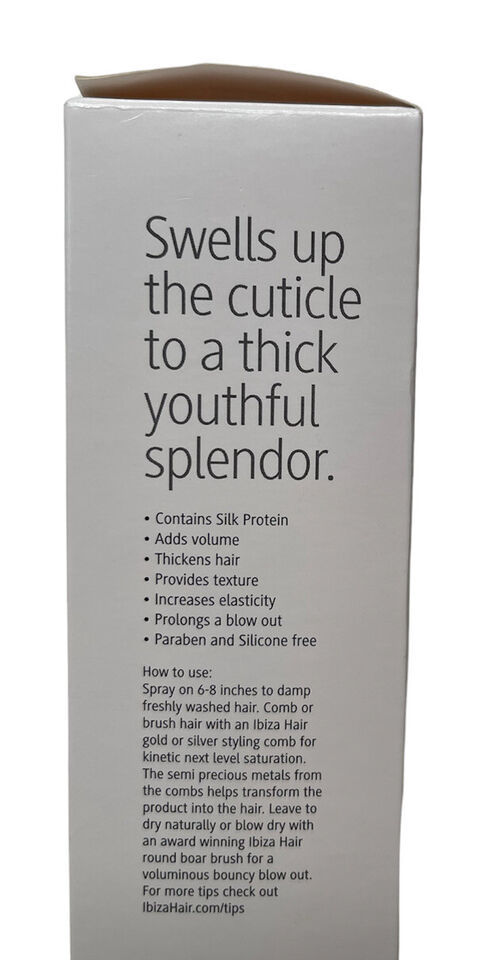 Swells up
the cuticle
to a thick
youthful
splendor.
• Contains Silk Protein
• Adds volume
• Thickens hair
• Provides texture
• Increases elasticity
• Prolongs a blow out
• Paraben and Silicone free
How to use:
Spray on 6-8 inches to damp
freshly washed hair. Comb or
brush hair with an Ibiza Hair
gold or silver styling comb for
kinetic next level saturation.
The semi precious metals from
the combs helps transform the
product into the hair. Leave to
dry naturally or blow dry with
an award winning Ibiza Hair
round boar brush for a
voluminous bouncy blow out.
For more tips check out
IbizaHair.com/tips